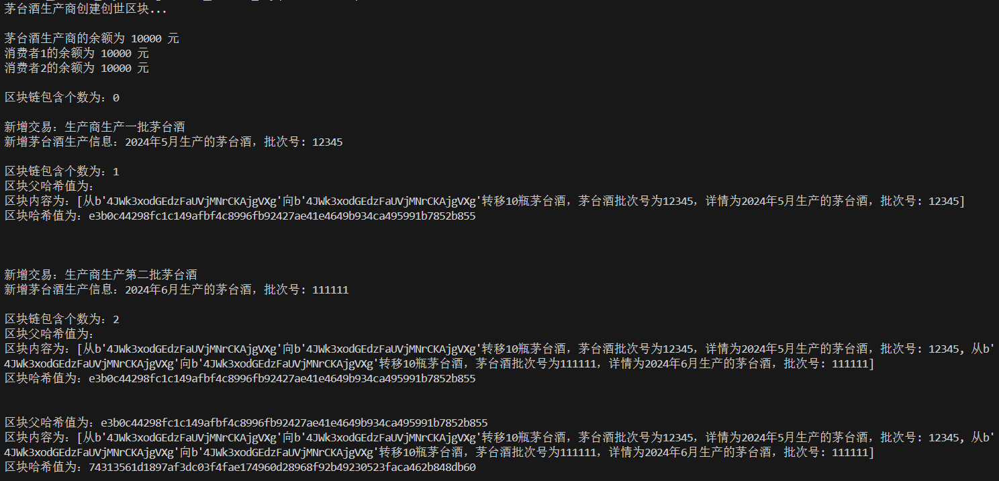 茅台酒生产商创建创世区块...
茅台酒生产商的余额为 10000 元
消费者1的余额为 10000 元
消费者2的余额为 10000 元
区块链包含个数为：0
新增交易：生产商生产一批茅台酒
新增茅台酒生产信息：2024年5月生产的茅台酒，批次号：12345
区块链包含个数为：1
区块父哈希值为：
区块内容为：[从b'4JWk3xodGEdzFaUVjMNrCKAjgVXg'向b'4JWk3xodGEdzFaUVjMNrCKAjgVXg'转移10瓶茅台酒，茅台酒批次号为12345，详情为2024年5月生产的茅台酒，批次号：12345]
区块哈希值为：e3b0c44298fc1c149afbf4c8996fb92427ae41e4649b934ca495991b7852b855
新增交易：生产商生产第二批茅台酒
新增茅台酒生产信息：2024年6月生产的茅台酒，批次号：111111
区块链包含个数为：2
区块父哈希值为：
区块内容为：[从b'4JWk3xodGEdzFaUVjMNrCKAjgVXg'向b'4JWk3xodGEdzFaUVjMNrCKAjgVXg'转移10瓶茅台酒，茅台酒批次号为12345，详情为2024年5月生产的茅台酒，批次号：12345, 从b'
4JWk3xodGEdzFaUVjMNrCKAjgVXg'向b'4JWk3xodGEdzFaUVjMNrCKAjgVXg'转移10瓶茅台酒，茅台酒批次号为111111，详情为2024年6月生产的茅台酒，批次号：111111]
区块哈希值为：e3b0c44298fc1c149afbf4c8996fb92427ae41e4649b934ca495991b7852b855
区块父哈希值为：e3b0c44298fc1c149afbf4c8996fb92427ae41e4649b934ca495991b7852b855
区块内容为：[从b'4JWk3xodGEdzFaUVjMNrCKAjgVXg'向b'4JWk3xodGEdzFaUVjMNrCKAjgVXg'转移10瓶茅台酒，茅台酒批次号为12345，详情为2024年5月生产的茅台酒，批次号：12345, 从b'
4JWk3xodGEdzFaUVjMNrCKAjgVXg'向b'4JWk3xodGEdzFaUVjMNrCKAjgVXg'转移10瓶茅台酒，茅台酒批次号为111111，详情为2024年6月生产的茅台酒，批次号：111111]
区块哈希值为：74313561d1897af3dc03f4fae174960d28968f92b49230523faca462b848db60